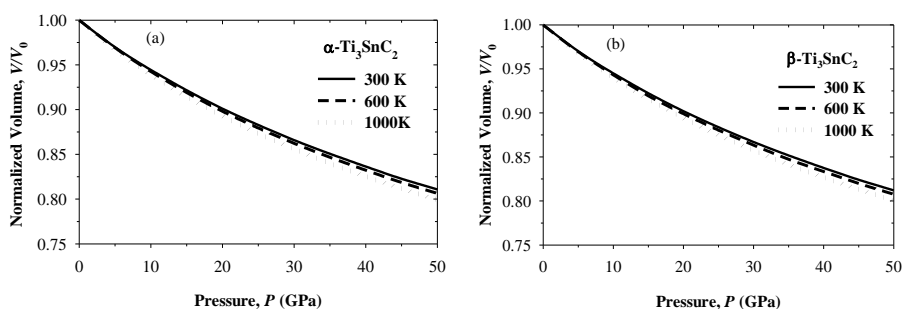 1.00
0.95
0.90
0.85
0.80
0.75
Normalized Volume, V/V₀
(a)
α-Ti₃SnC₂
300 K
600 K
1000K
0 10 20 30 40 50
Pressure, P (GPa)
1.00
0.95
0.90
0.85
0.80
0.75
Normalized Volume, V/V₀
(b)
β-Ti₃SnC₂
300 K
600 K
1000 K
0 10 20 30 40 50
Pressure, P (GPa)